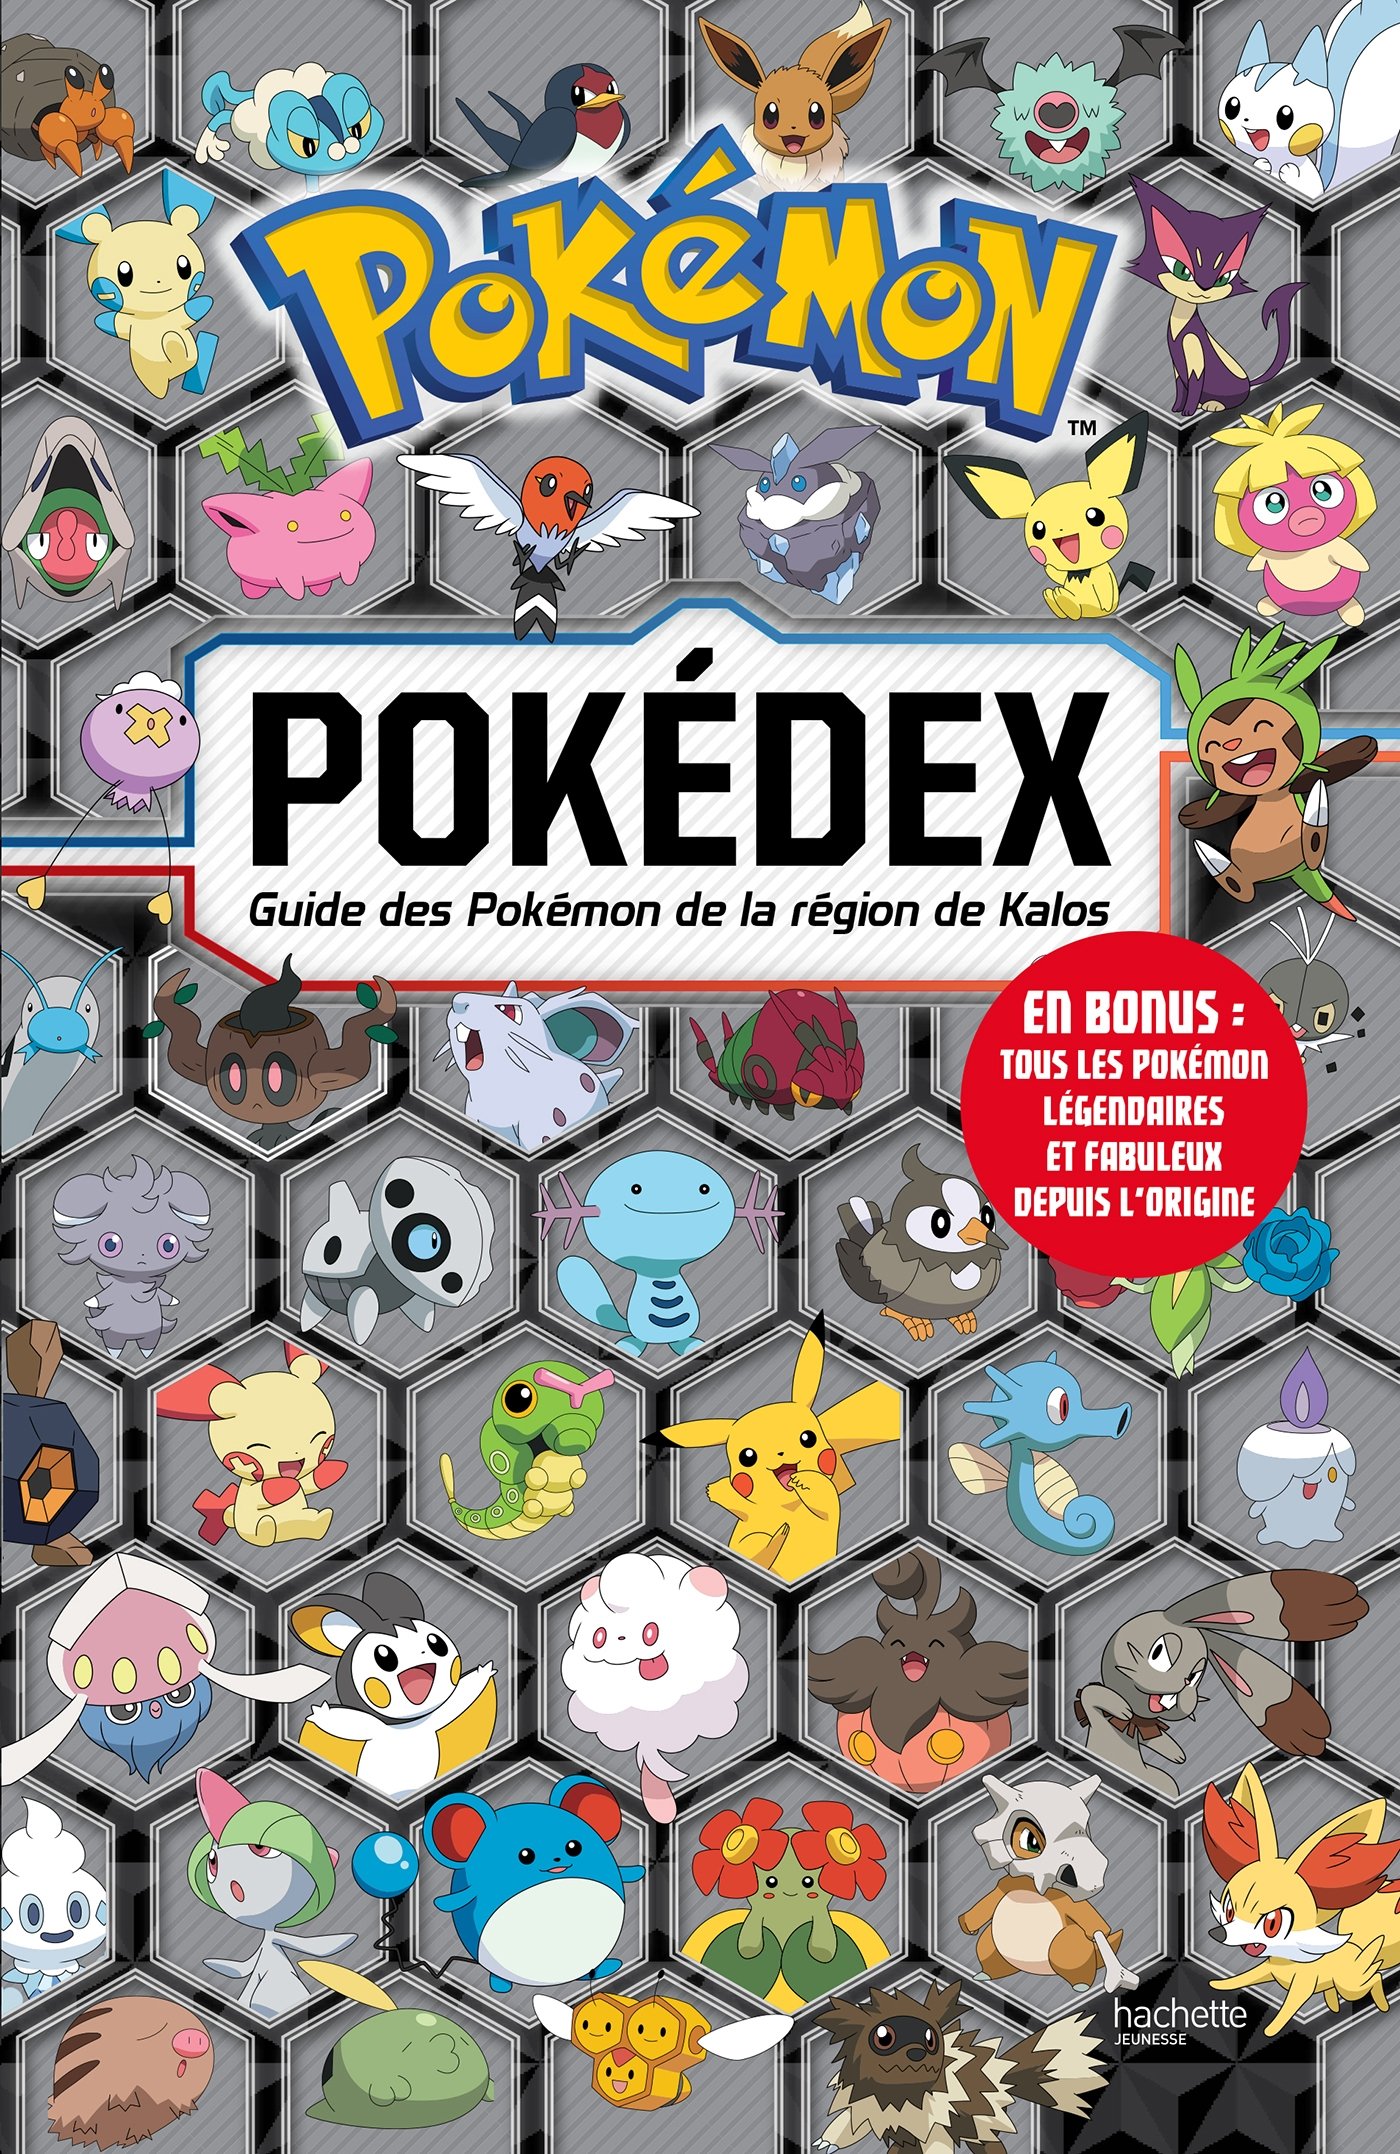 POKéMON
TM
POKÉDEX
Guide des Pokémon de la région de Kalos
EN BONUS :
TOUS LES POKÉMON
LÉGENDAIRES
ET FABULEUX
DEPUIS L'ORIGINE
hachette
JEUNESSE